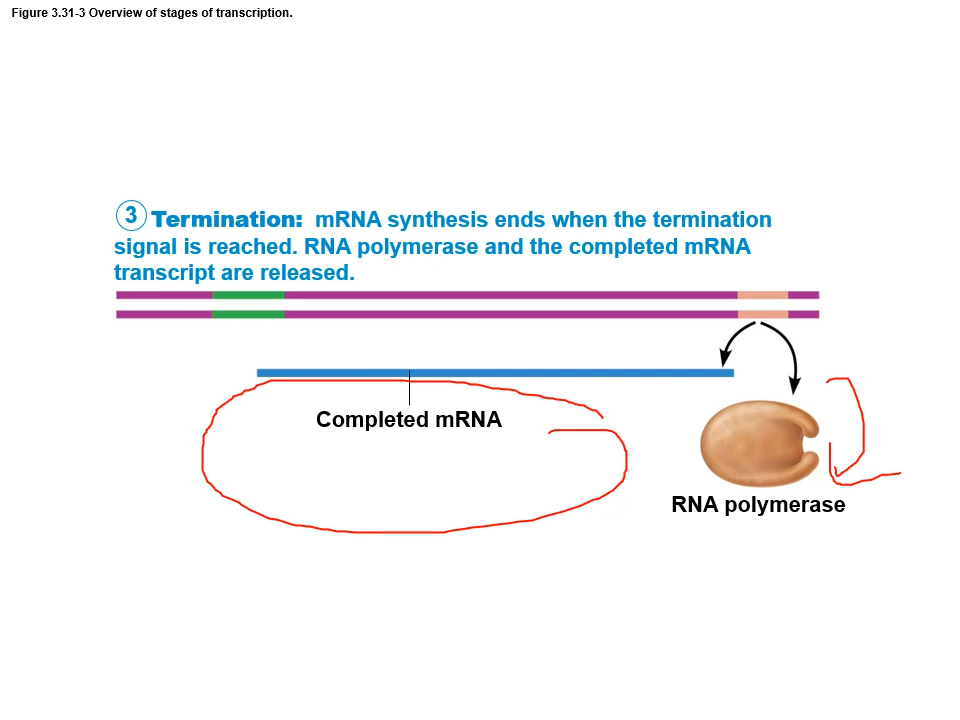 Figure 3.31-3 Overview of stages of transcription.
3 Termination: mRNA synthesis ends when the termination
signal is reached. RNA polymerase and the completed mRNA
transcript are released.
Completed mRNA
RNA polymerase